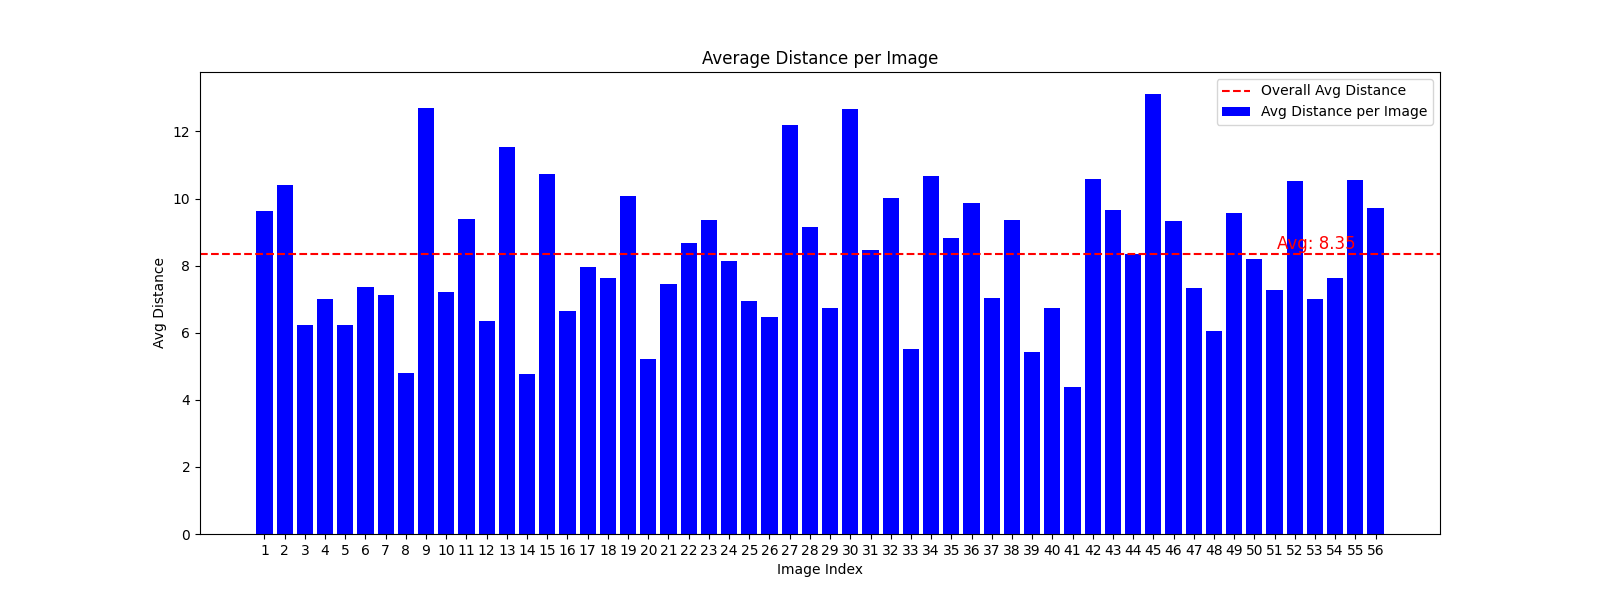 Average Distance per Image
Overall Avg Distance
Avg Distance per Image
Avg: 8.35
Avg Distance
12
10
8
6
4
2
0
1 2 3 4 5 6 7 8 9 10 11 12 13 14 15 16 17 18 19 20 21 22 23 24 25 26 27 28 29 30 31 32 33 34 35 36 37 38 39 40 41 42 43 44 45 46 47 48 49 50 51 52 53 54 55 56
Image Index